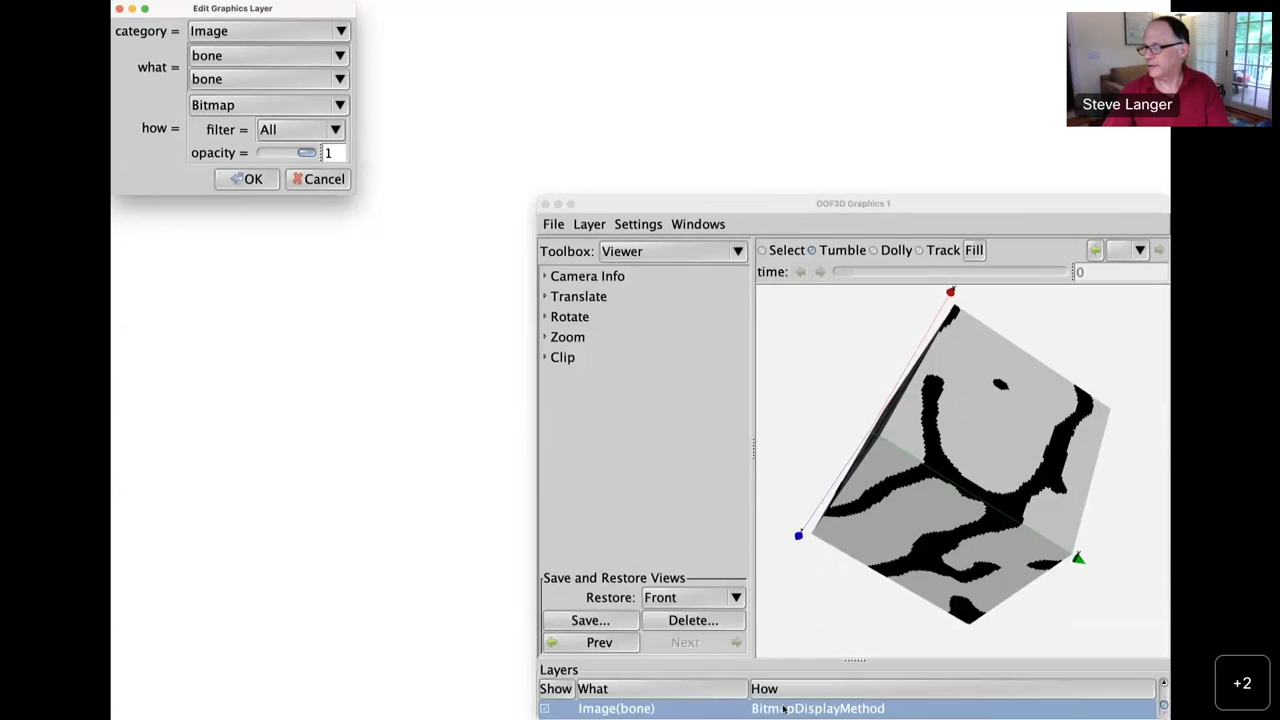 Edit Graphics Layer
category = Image
what = bone
bone
how = Bitmap
filter = All
opacity = 1
OK Cancel
Steve Langer
OOF3D Graphics 1
File Layer Settings Windows
Toolbox: Viewer
Select Tumble Dolly Track Fill
time: 0
Camera Info
Translate
Rotate
Zoom
Clip
Save and Restore Views
Restore: Front
Save... Delete...
Prev Next
Layers
Show What How
Image(bone) BitmapDisplayMethod
+2